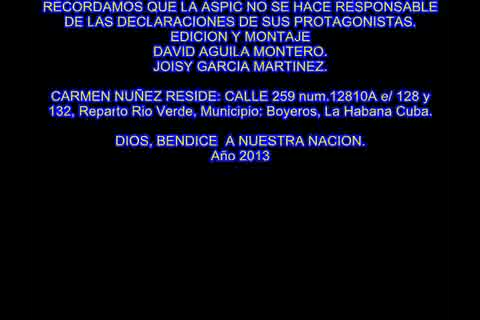 RECORDAMOS QUE LA ASPIC NO SE HACE RESPONSABLE
DE LAS DECLARACIONES DE SUS PROTAGONISTAS.
EDICION Y MONTAJE
DAVID AGUILA MONTERO.
JOISY GARCIA MARTINEZ.
CARMEN NUÑEZ RESIDE: CALLE 259 num.12810A e/ 128 y
132, Reparto Rio Verde, Municipio: Boyeros, La Habana Cuba.
DIOS, BENDICE A NUESTRA NACION.
Año 2013